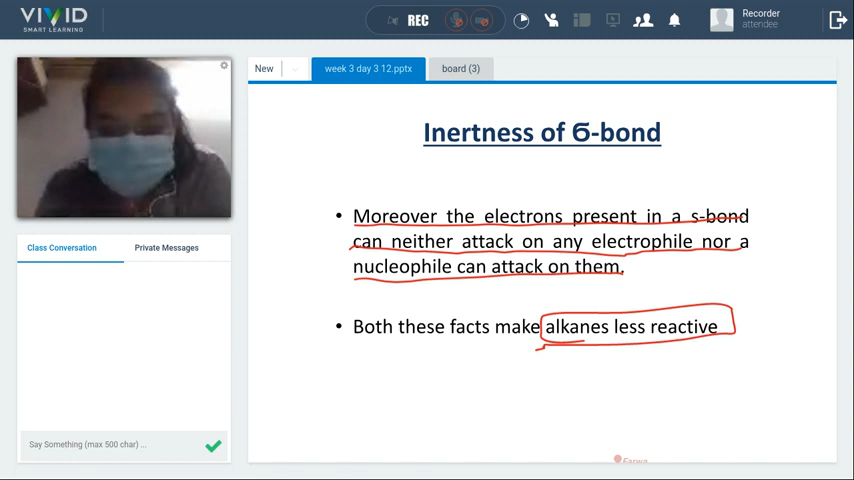 VIVID
SMART LEARNING
REC
Recorder
attendee
New
week 3 day 3 12.pptx
board (3)
Inertness of б-bond
• Moreover the electrons present in a s-bond
can neither attack on any electrophile nor a
nucleophile can attack on them.
• Both these facts make alkanes less reactive
Class Conversation
Private Messages
Say Something (max 500 char) ...
Farwa